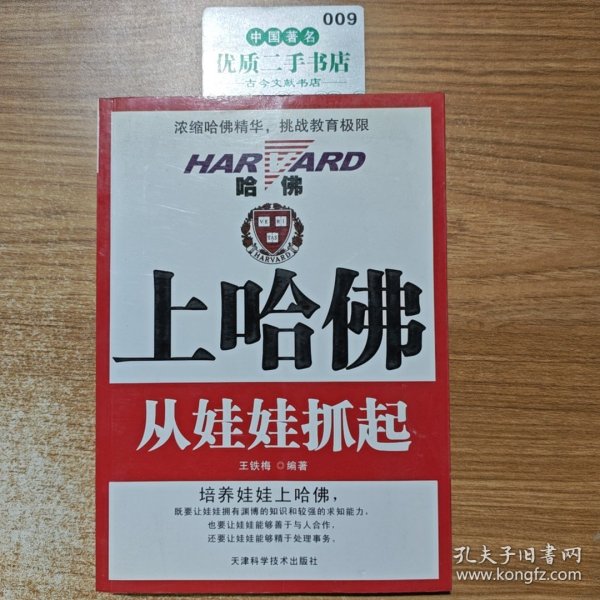 009
中国著名
优质二手书店
古今文献书店
浓缩哈佛精华，挑战教育极限
HARVARD
哈佛
VE RI
TAS
HARVARD
上哈佛
从娃娃抓起
王铁梅 ◎编著
培养娃娃上哈佛，
既要让娃娃拥有渊博的知识和较强的求知能力，
也要让娃娃能够善于与人合作，
还要让娃娃能够精于处理事务。
天津科学技术出版社
孔夫子旧书网
www.kongfz.com